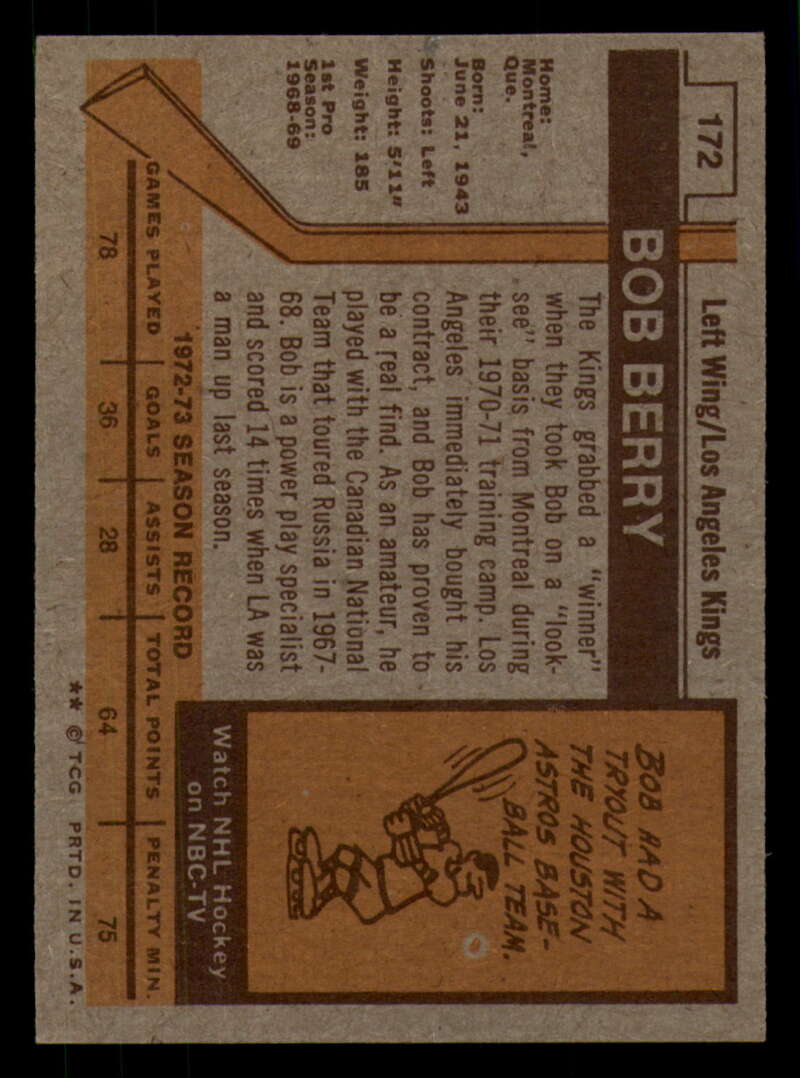 172
Left Wing/Los Angeles Kings
BOB BERRY
Home:
Montreal,
Que.
Born:
June 21, 1943
Shoots: Left
Height: 5'11"
Weight: 185
1st Pro
Season:
1968-69
The Kings grabbed a "winner"
when they took Bob on a "look-
see" basis from Montreal during
their 1970-71 training camp. Los
Angeles immediately bought his
contract, and Bob has proven to
be a real find. As an amateur, he
played with the Canadian National
Team that toured Russia in 1967-
68. Bob is a power play specialist
and scored 14 times when LA was
a man up last season.
BOB HAD A
TRYOUT WITH
THE HOUSTON
ASTROS BASE-
BALL TEAM.
Watch NHL Hockey
on NBC-TV
1972-73 SEASON RECORD
GAMES PLAYED GOALS ASSISTS TOTAL POINTS PENALTY MIN.
78 36 28 64 75
** © TCG PRTD. IN U.S.A.